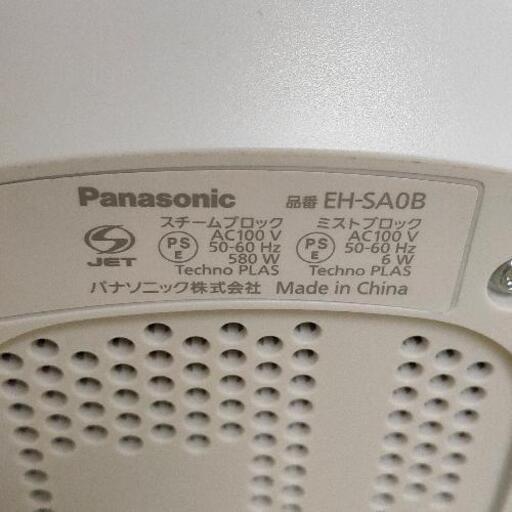 Panasonic 品番 EH-SA0B
スチームブロック ミストブロック
AC100 V AC100 V
PS E 50-60 Hz PS E 50-60 Hz
580 W 6 W
JET Techno PLAS Techno PLAS
パナソニック株式会社 Made in China